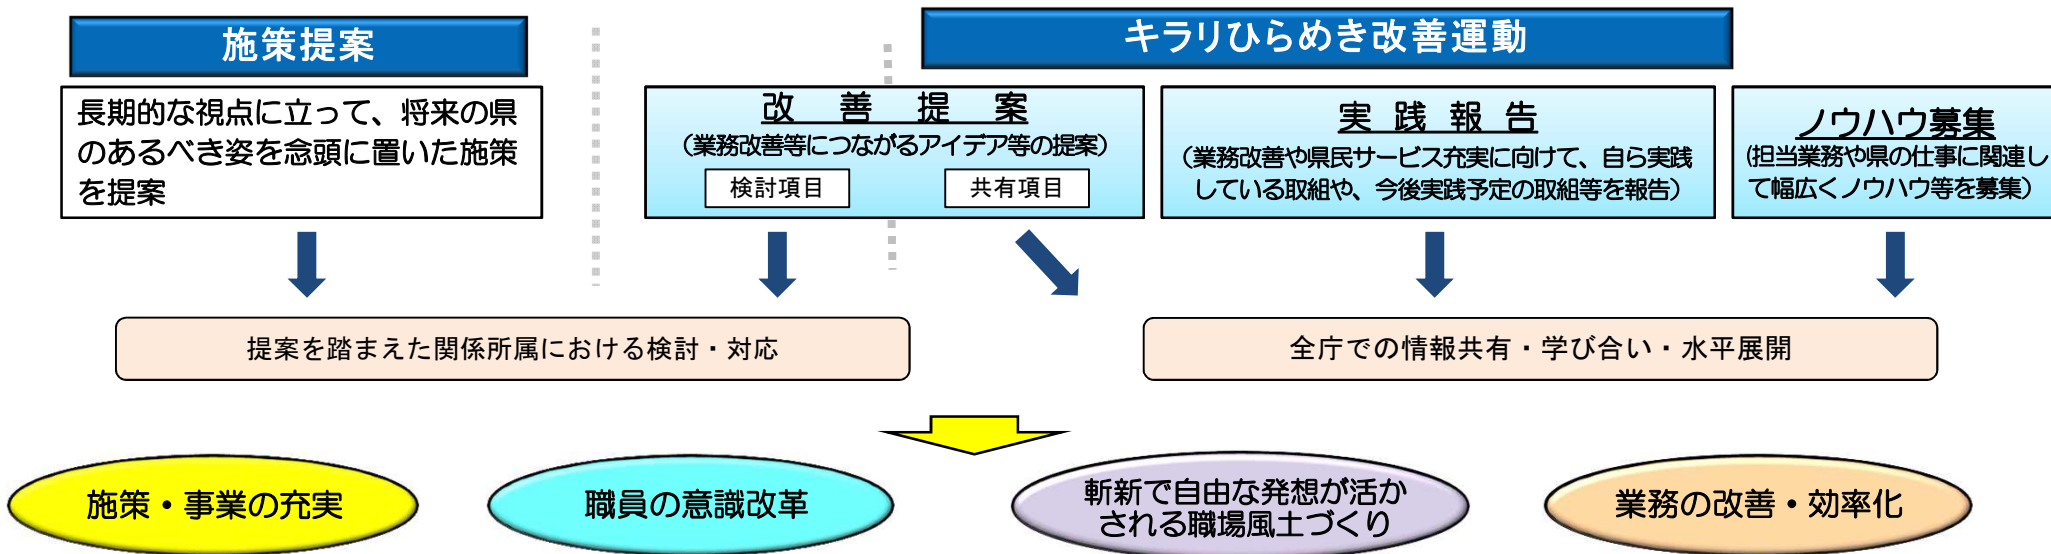 施策提案
キラリひらめき改善運動
長期的な視点に立って、将来の県
のあるべき姿を念頭に置いた施策
を提案
改善提案
（業務改善等につながるアイデア等の提案）
検討項目
共有項目
実践報告
（業務改善や県民サービス充実に向けて、自ら実践
している取組や、今後実践予定の取組等を報告）
ノウハウ募集
（担当業務や県の仕事に関連し
て幅広くノウハウ等を募集）
提案を踏まえた関係所属における検討・対応
全庁での情報共有・学び合い・水平展開
施策・事業の充実
職員の意識改革
斬新で自由な発想が活か
される職場風土づくり
業務の改善・効率化